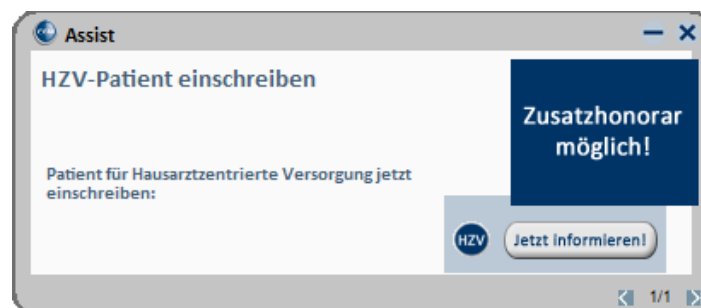 Assist
HZV-Patient einschreiben
Zusatzhonorar
möglich!
Patient für Hausarztzentrierte Versorgung jetzt
einschreiben:
HZV
Jetzt informieren!
1/1